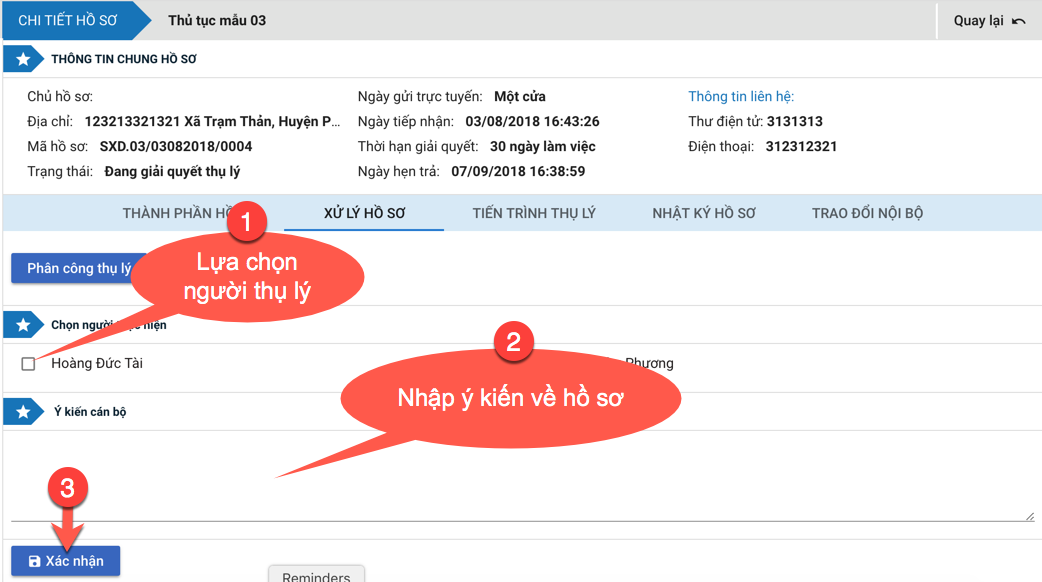 CHI TIẾT HỒ SƠ
Thủ tục mẫu 03
Quay lại
THÔNG TIN CHUNG HỒ SƠ
Chủ hồ sơ:
Ngày gửi trực tuyến: Một cửa
Thông tin liên hệ:
Địa chỉ: 123213321321 Xã Trạm Thản, Huyện P...
Ngày tiếp nhận: 03/08/2018 16:43:26
Thư điện tử: 3131313
Mã hồ sơ: SXD.03/03082018/0004
Thời hạn giải quyết: 30 ngày làm việc
Điện thoại: 312312321
Trạng thái: Đang giải quyết thụ lý
Ngày hẹn trả: 07/09/2018 16:38:59
THÀNH PHẦN
XỬ LÝ HỒ SƠ
TIẾN TRÌNH THỤ LÝ
NHẬT KÝ HỒ SƠ
TRAO ĐỔI NỘI BỘ
1
Phân công thụ lý
Lựa chọn
người thụ lý
Chọn người
2
Hoàng Đức Tài
Phương
Nhập ý kiến về hồ sơ
Ý kiến cán bộ
3
Xác nhận
Reminders